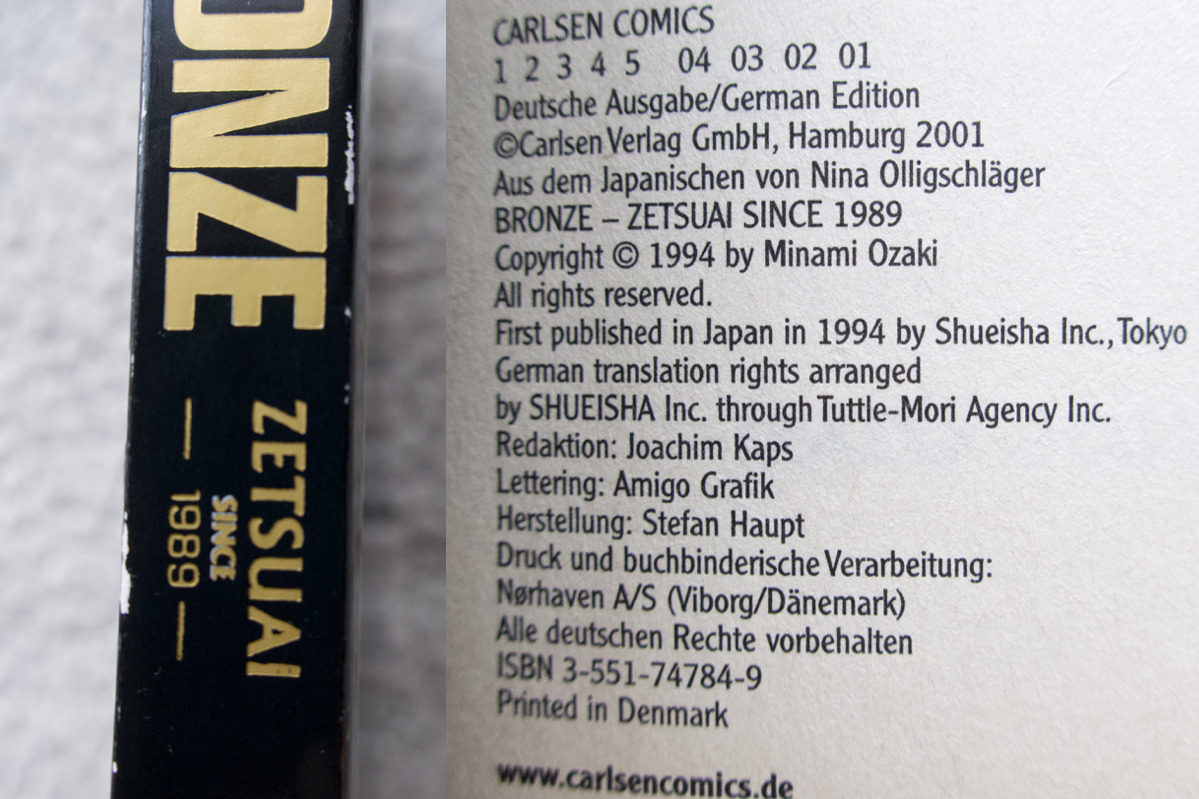 ONZE
ZETSUAI
SINCE
— 1989 —
CARLSEN COMICS
1 2 3 4 5 04 03 02 01
Deutsche Ausgabe/German Edition
©Carlsen Verlag GmbH, Hamburg 2001
Aus dem Japanischen von Nina Olligschläger
BRONZE – ZETSUAI SINCE 1989
Copyright © 1994 by Minami Ozaki
All rights reserved.
First published in Japan in 1994 by Shueisha Inc., Tokyo
German translation rights arranged
by SHUEISHA Inc. through Tuttle-Mori Agency Inc.
Redaktion: Joachim Kaps
Lettering: Amigo Grafik
Herstellung: Stefan Haupt
Druck und buchbinderische Verarbeitung:
Nørhaven A/S (Viborg/Dänemark)
Alle deutschen Rechte vorbehalten
ISBN 3-551-74784-9
Printed in Denmark
www.carlsencomics.de